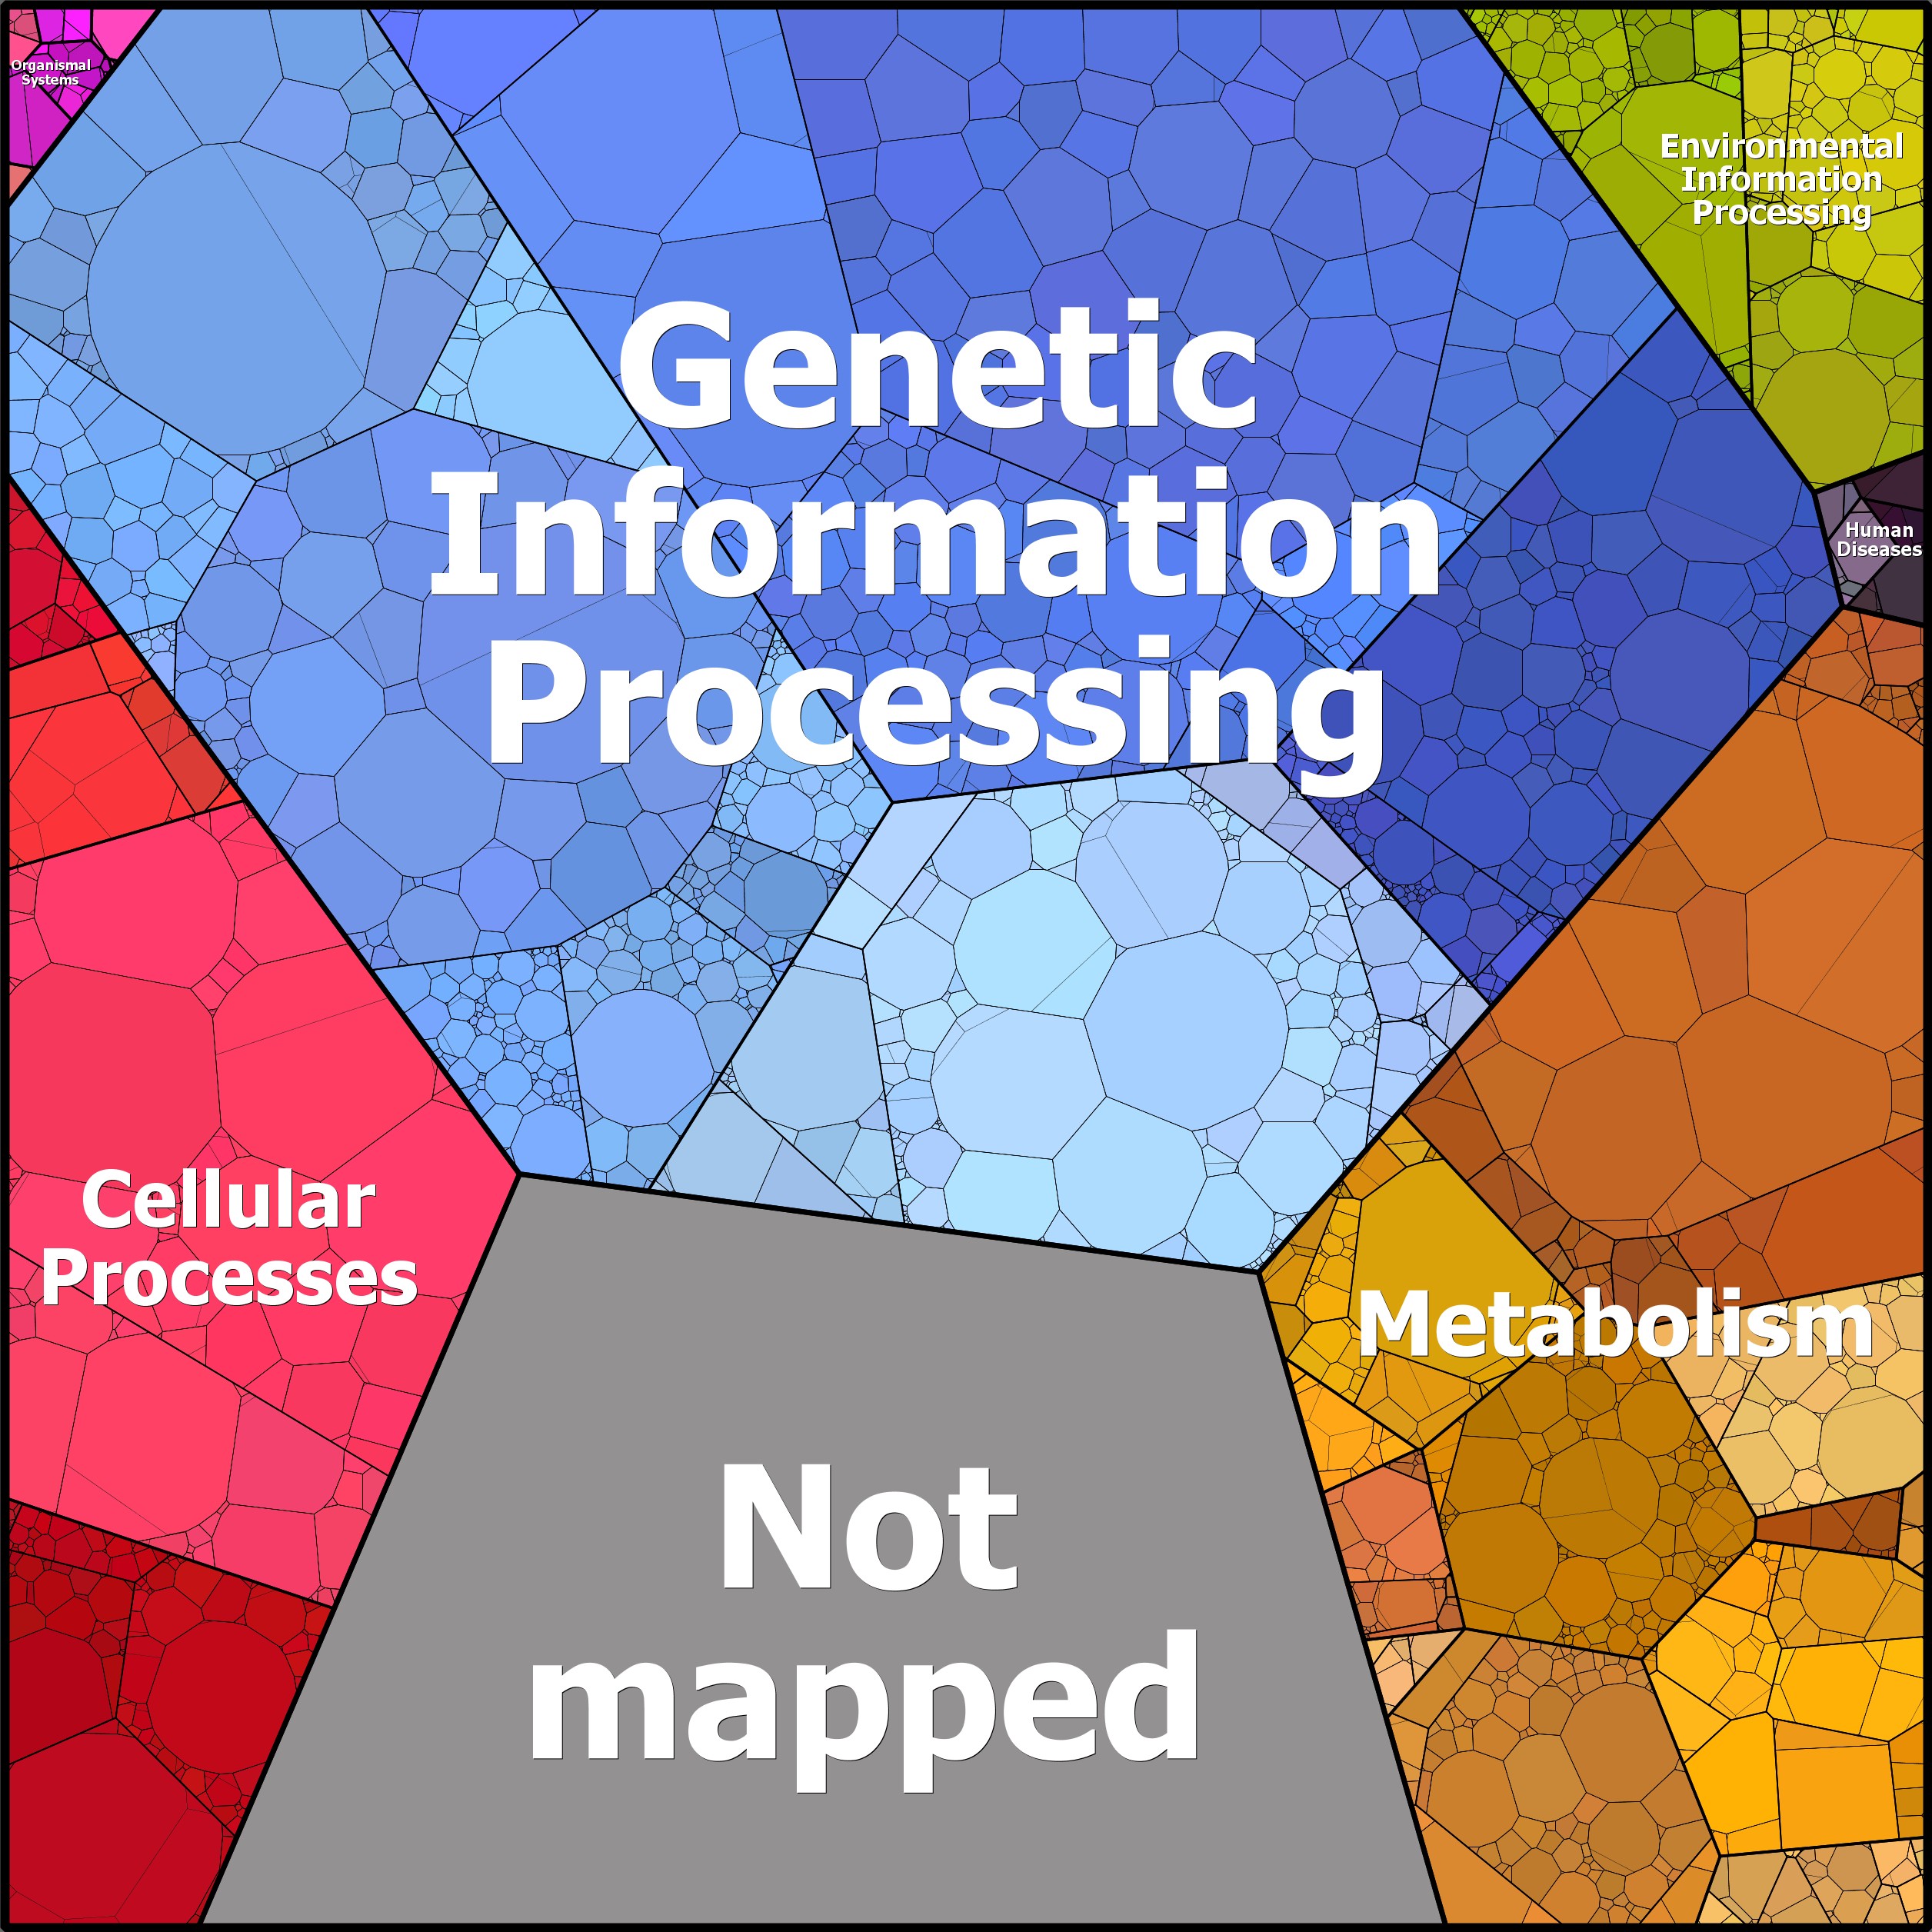 Organismal
Systems
Environmental
Information
Processing
Genetic
Information
Processing
Human
Diseases
Cellular
Processes
Metabolism
Not
mapped